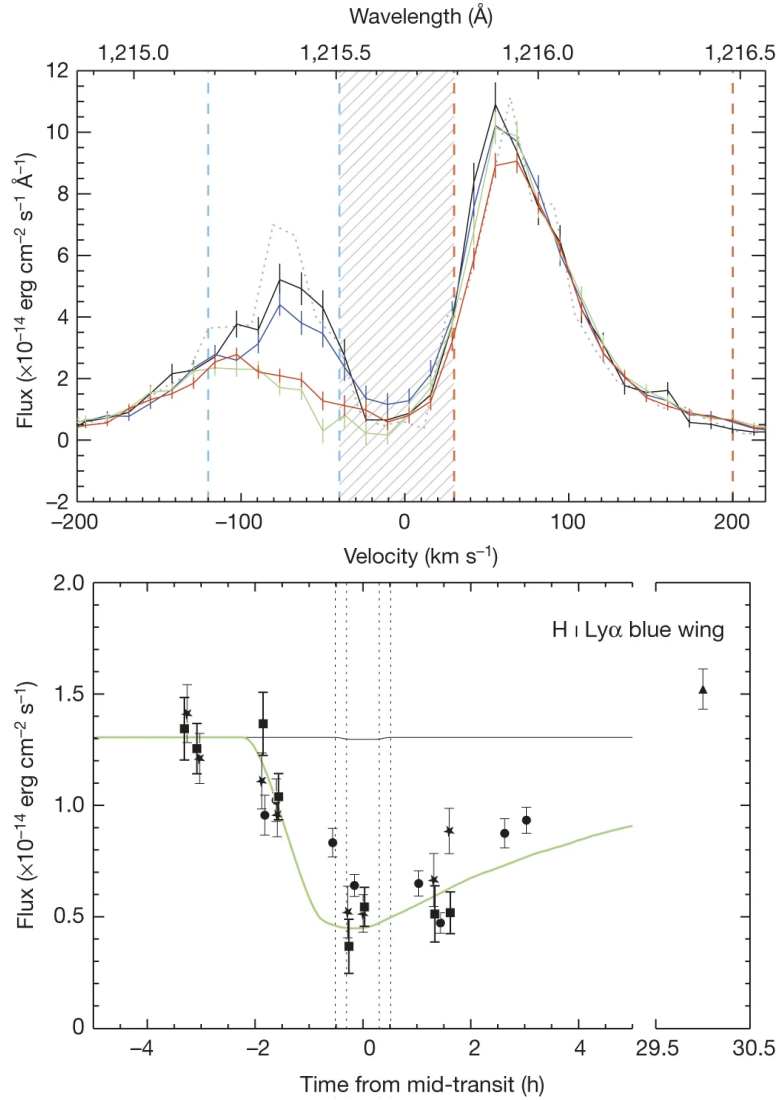 Wavelength (Å)
1,215.0 1,215.5 1,216.0 1,216.5
12
10
8
6
4
2
0
−2
Flux (×10−14 erg cm−2 s−1 Å−1)
−200 −100 0 100 200
Velocity (km s−1)
2.0
1.5
1.0
0.5
0
Flux (×10−14 erg cm−2 s−1)
H I Lyα blue wing
−4 −2 0 2 4 29.5 30.5
Time from mid-transit (h)